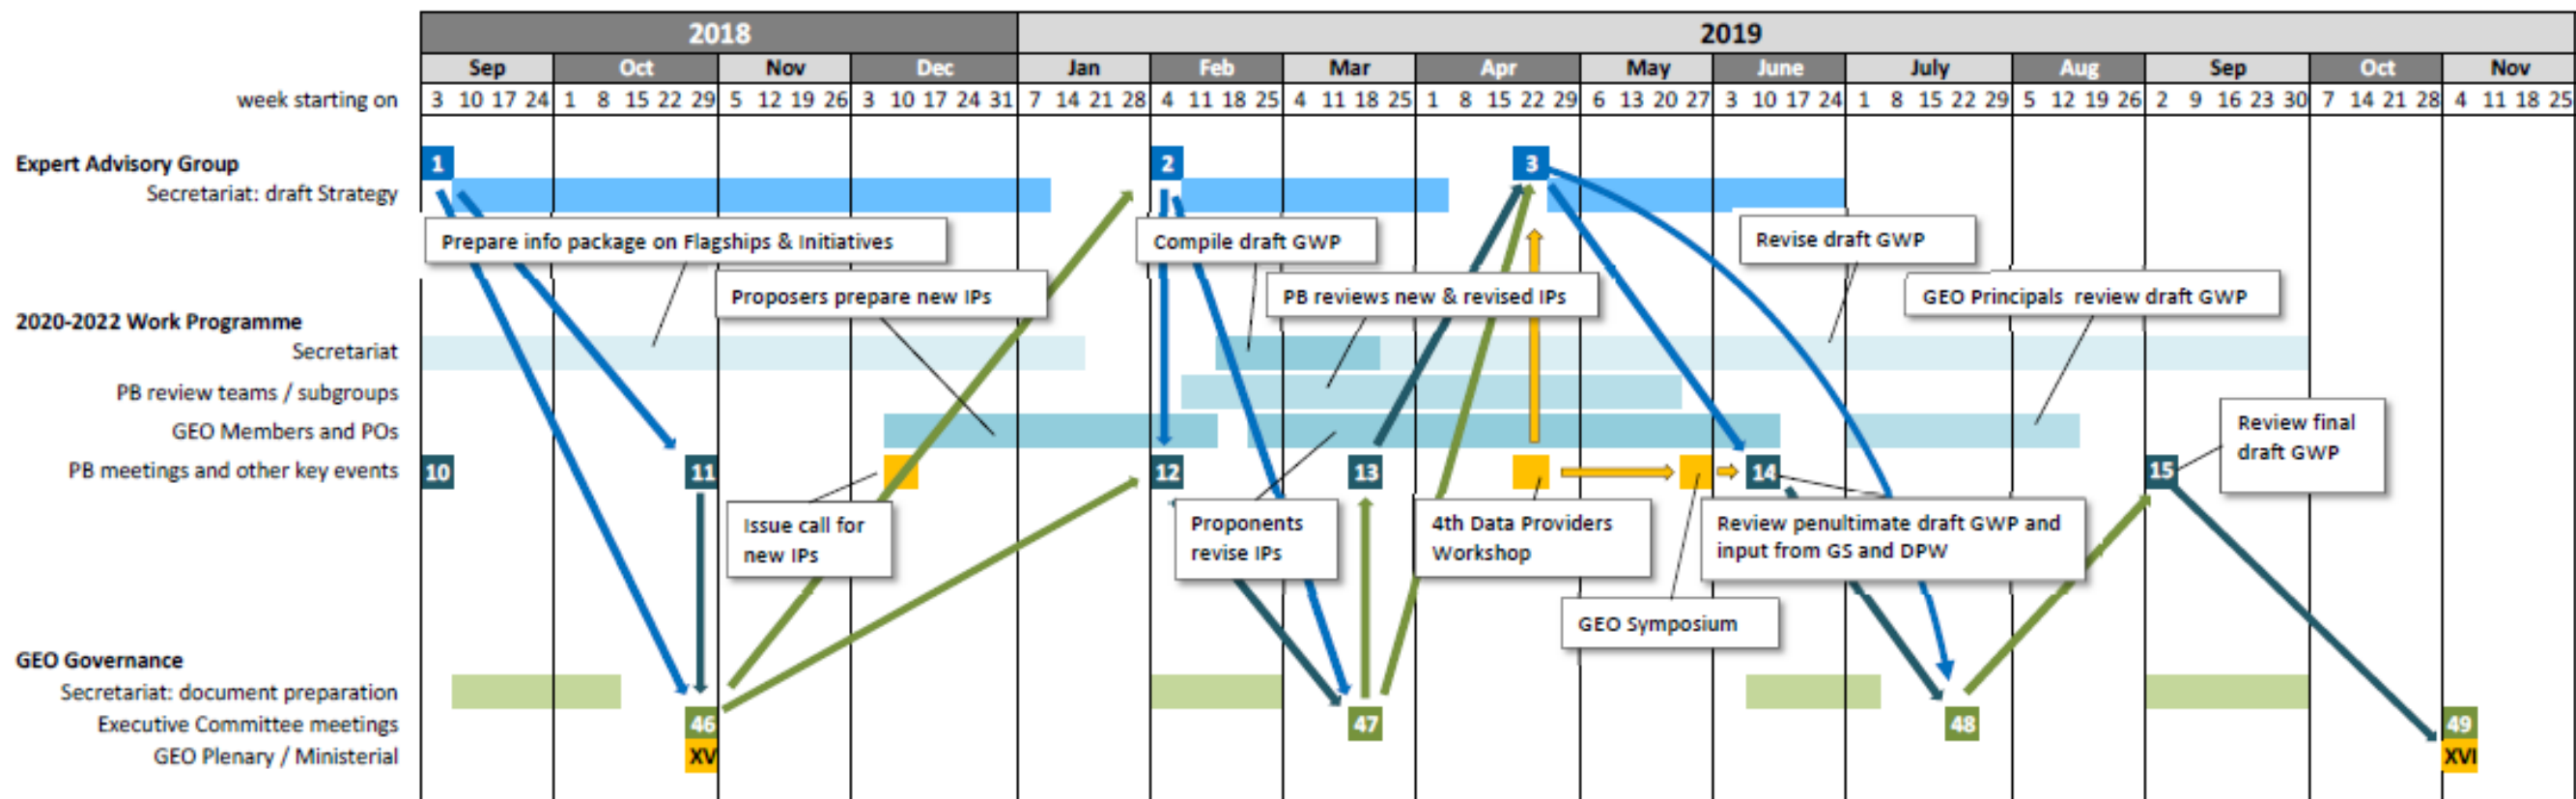 2018 2019
Sep Oct Nov Dec Jan Feb Mar Apr May June July Aug Sep Oct Nov
week starting on 3 10 17 24 1 8 15 22 29 5 12 19 26 3 10 17 24 31 7 14 21 28 4 11 18 25 4 11 18 25 1 8 15 22 29 6 13 20 27 3 10 17 24 1 8 15 22 29 5 12 19 26 2 9 16 23 30 7 14 21 28 4 11 18 25
Expert Advisory Group 1 2 3
Secretariat: draft Strategy
Prepare info package on Flagships & Initiatives
Compile draft GWP
Revise draft GWP
Proposers prepare new IPs
PB reviews new & revised IPs
GEO Principals review draft GWP
2020-2022 Work Programme
Secretariat
PB review teams / subgroups
GEO Members and POs
Review final
draft GWP
PB meetings and other key events 10 11 12 13 14 15
Issue call for
new IPs
Proponents
revise IPs
4th Data Providers
Workshop
Review penultimate draft GWP and
input from GS and DPW
GEO Symposium
GEO Governance
Secretariat: document preparation
Executive Committee meetings 46 47 48 49
GEO Plenary / Ministerial XV XVI